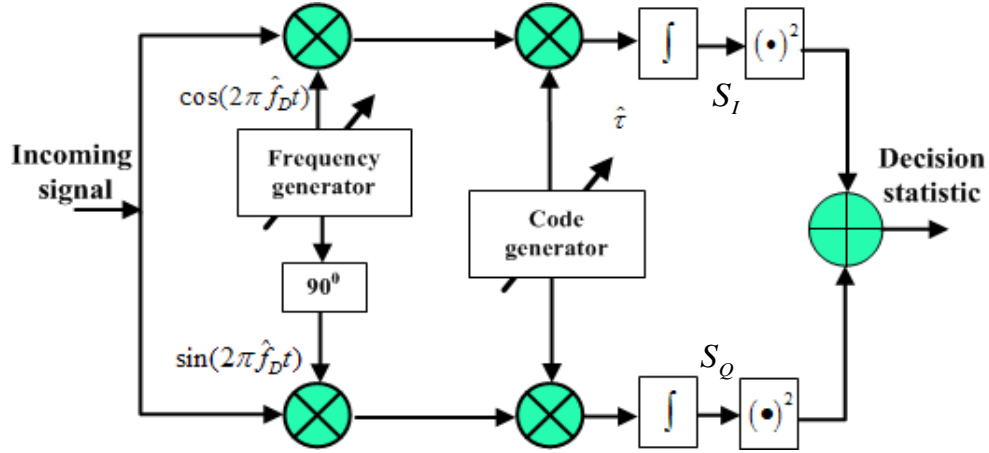 ∫
(•)²
S_I
cos(2π f̂_D t)
τ̂
Incoming
signal
Frequency
generator
Decision
statistic
Code
generator
90⁰
sin(2π f̂_D t)
S_Q
∫
(•)²